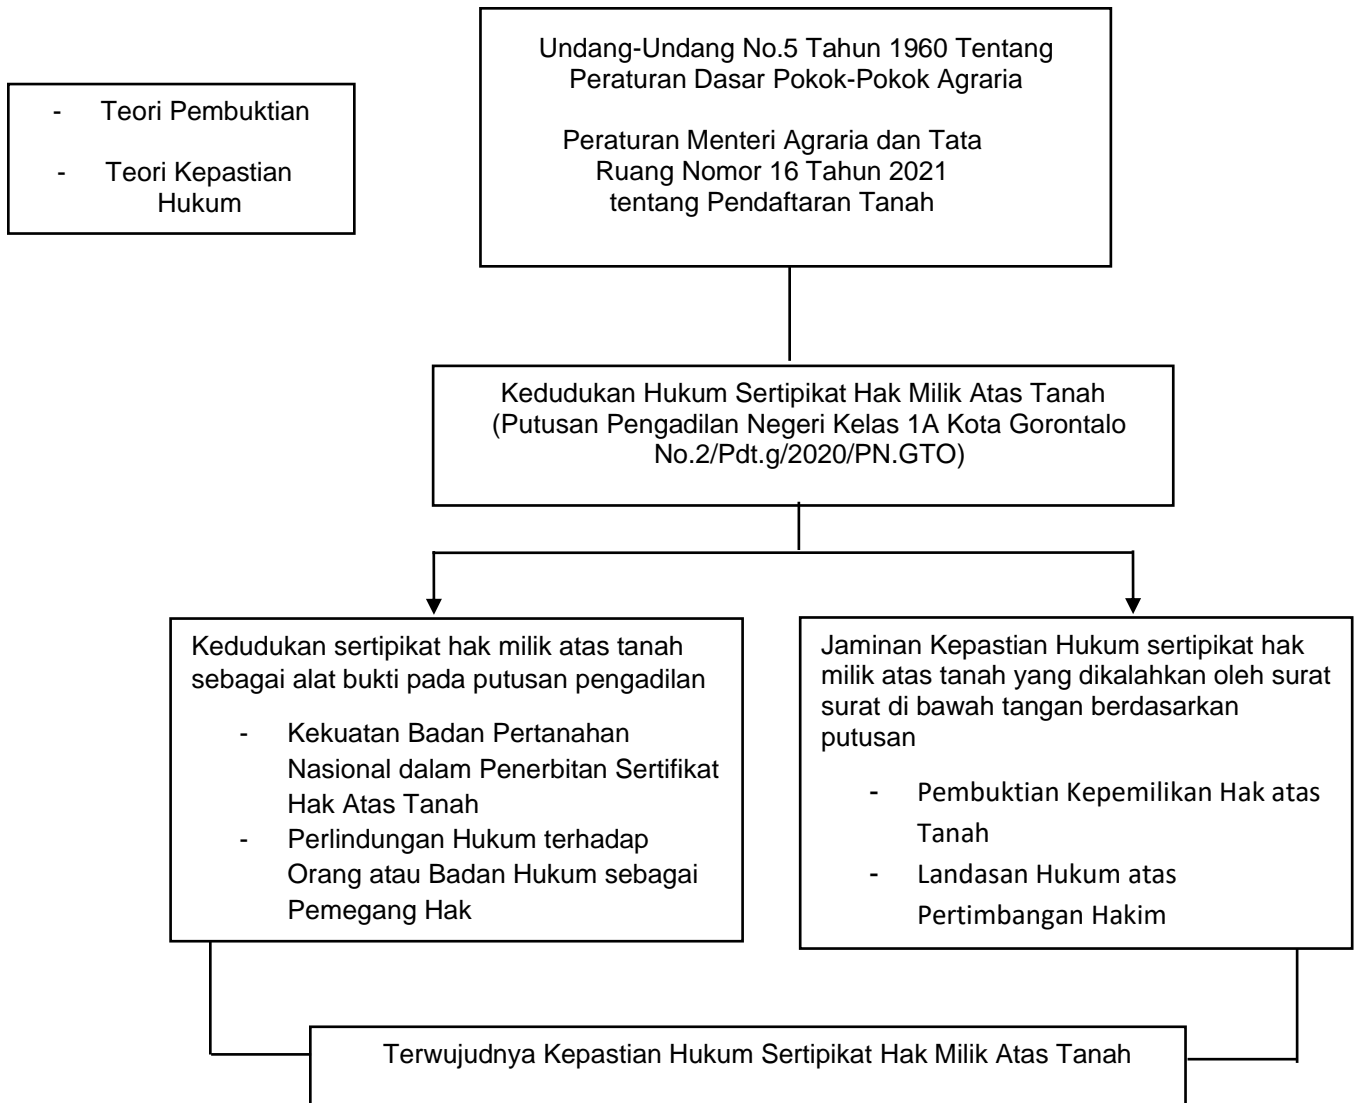 Undang-Undang No.5 Tahun 1960 Tentang
Peraturan Dasar Pokok-Pokok Agraria
Peraturan Menteri Agraria dan Tata
Ruang Nomor 16 Tahun 2021
tentang Pendaftaran Tanah
- Teori Pembuktian
- Teori Kepastian
Hukum
Kedudukan Hukum Sertipikat Hak Milik Atas Tanah
(Putusan Pengadilan Negeri Kelas 1A Kota Gorontalo
No.2/Pdt.g/2020/PN.GTO)
Kedudukan sertipikat hak milik atas tanah
sebagai alat bukti pada putusan pengadilan
- Kekuatan Badan Pertanahan
Nasional dalam Penerbitan Sertifikat
Hak Atas Tanah
- Perlindungan Hukum terhadap
Orang atau Badan Hukum sebagai
Pemegang Hak
Jaminan Kepastian Hukum sertipikat hak
milik atas tanah yang dikalahkan oleh surat
surat di bawah tangan berdasarkan
putusan
- Pembuktian Kepemilikan Hak atas
Tanah
- Landasan Hukum atas
Pertimbangan Hakim
Terwujudnya Kepastian Hukum Sertipikat Hak Milik Atas Tanah